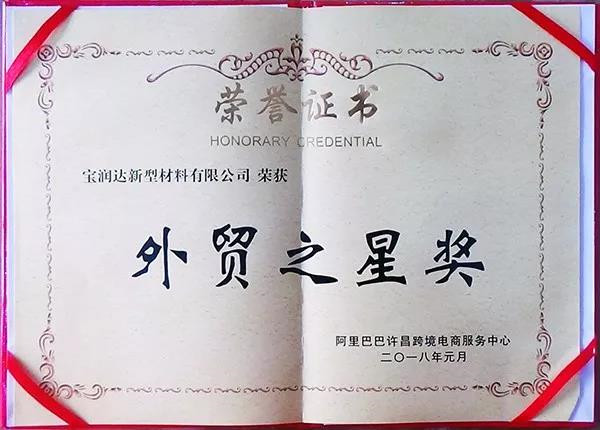 荣誉证书
HONORARY CREDENTIAL
宝润达新型材料有限公司 荣获
外贸之星奖
阿里巴巴许昌跨境电商服务中心
二〇一八年元月